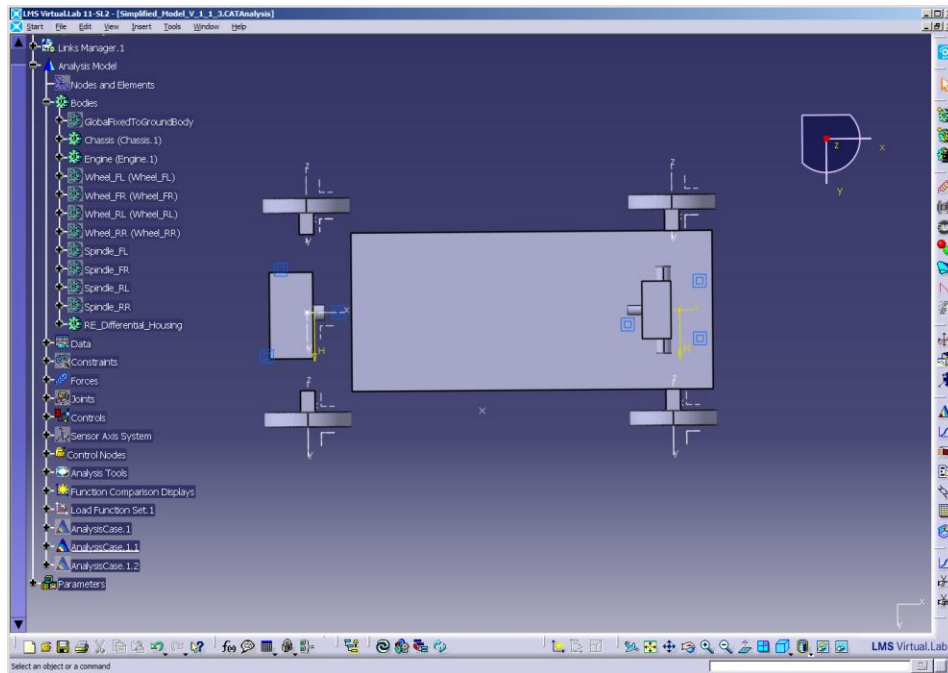 LMS Virtual.Lab 11-SL2 - [Simplified_Model_V_1_1_3.CATAnalysis]
Start File Edit View Insert Tools Window Help
Links Manager.1
Analysis Model
Nodes and Elements
Bodies
GlobalFixedToGroundBody
Chassis (Chassis.1)
Engine (Engine.1)
Wheel_FL (Wheel_FL)
Wheel_FR (Wheel_FR)
Wheel_RL (Wheel_RL)
Wheel_RR (Wheel_RR)
Spindle_FL
Spindle_FR
Spindle_RL
Spindle_RR
RE_Differential_Housing
Data
Constraints
Forces
Joints
Controls
Sensor Axis System
Control Nodes
Analysis Tools
Function Comparison Displays
Load Function Set.1
AnalysisCase.1
AnalysisCase.1.1
AnalysisCase.1.2
Parameters
z
z
z
x
y
x
H
H
z
z
x
y
f(x)
LMS Virtual.Lab
Select an object or a command